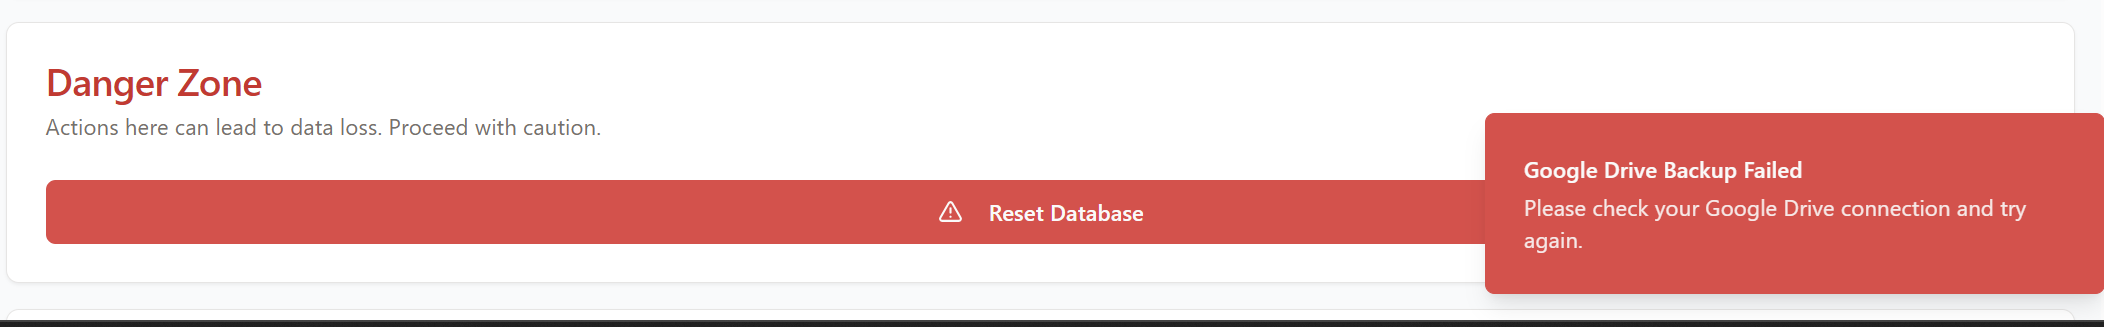 Danger Zone
Actions here can lead to data loss. Proceed with caution.
Reset Database
Google Drive Backup Failed
Please check your Google Drive connection and try
again.